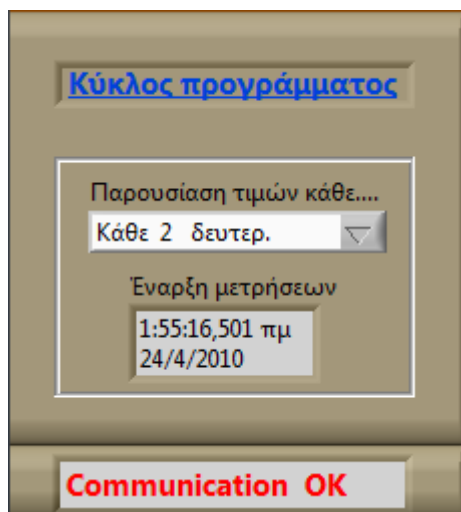 Κύκλος προγράμματος
Παρουσίαση τιμών κάθε....
Κάθε 2 δευτερ.
Έναρξη μετρήσεων
1:55:16,501 πμ
24/4/2010
Communication OK